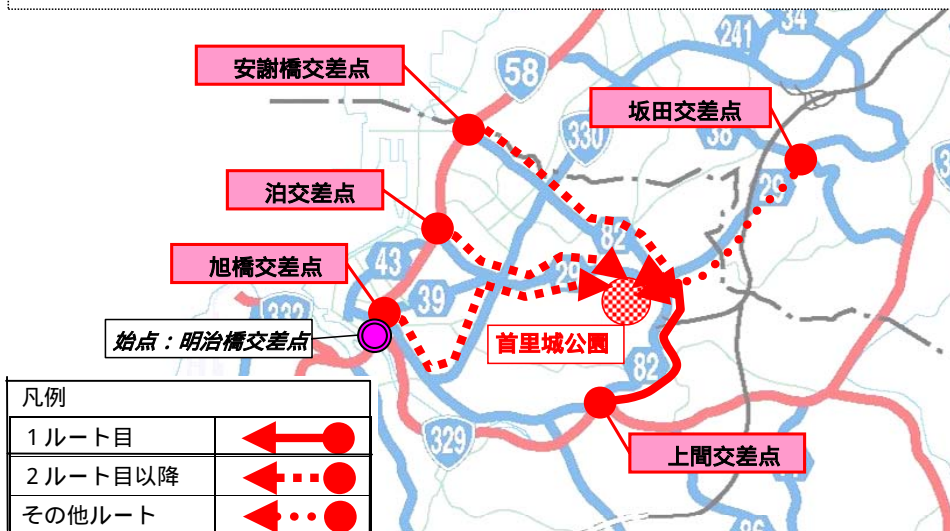 241
34
58
安謝橋交差点
坂田交差点
330
38
29
泊交差点
82
43
29
旭橋交差点
39
332
始点：明治橋交差点
首里城公園
82
凡例
1ルート目
329
上間交差点
2ルート目以降
その他ルート